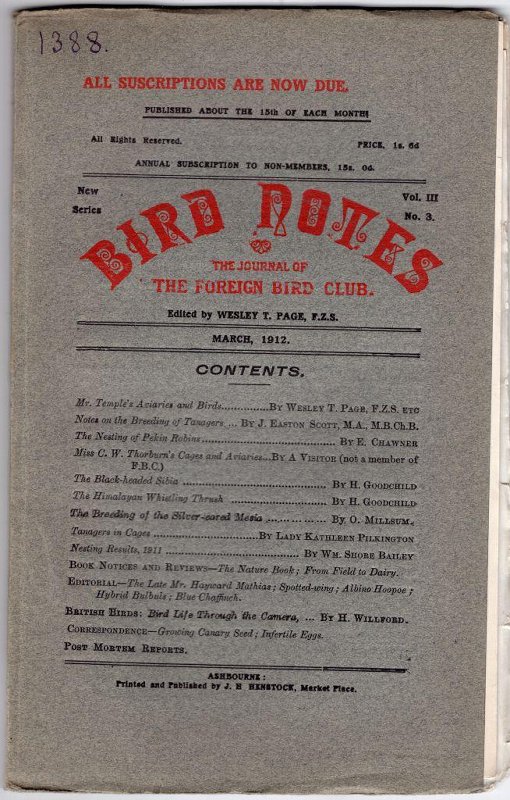 1388.
ALL SUSCRIPTIONS ARE NOW DUE.
PUBLISHED ABOUT THE 15th OF EACH MONTH
All Rights Reserved. PRICE, 1s. 6d
ANNUAL SUBSCRIPTION TO NON-MEMBERS, 15s. 0d.
New Series
Vol. III No. 3.
BIRD NOTES
THE JOURNAL OF
THE FOREIGN BIRD CLUB.
Edited by WESLEY T. PAGE, F.Z.S.
MARCH, 1912.
CONTENTS.
Mr. Temple's Aviaries and Birds..............BY WESLEY T. PAGE, F.Z.S. ETC
Notes on the Breeding of Tanagers ... BY J. EASTON SCOTT, M.A., M.B.Ch.B.
The Nesting of Pekin Robins........................................BY E. CHAWNER
Miss C. W. Thorburn's Cages and Aviaries...BY A VISITOR (not a member of
F.B.C.)
The Black-headed Sibia ........................................ BY H. GOODCHILD
The Himalayan Whistling Thrush ........................ BY H. GOODCHILD
The Breeding of the Silver-eared Mesia ................ By. O. MILLSUM.
Tanagers in Cages ..............................BY LADY KATHLEEN PILKINGTON
Nesting Results, 1911 ........................................BY WM. SHORE BAILEY
BOOK NOTICES AND REVIEWS—The Nature Book; From Field to Dairy.
EDITORIAL—The Late Mr. Hayward Mathias; Spotted-wing; Albino Hoopoe;
Hybrid Bulbuls; Blue Chaffinch.
BRITISH BIRDS: Bird Life Through the Camera, ... BY H. WILLFORD.
CORRESPONDENCE—Growing Canary Seed; Infertile Eggs.
POST MORTEM REPORTS.
ASHBOURNE:
Printed and Published by J. H HENSTOCK, Market Place.